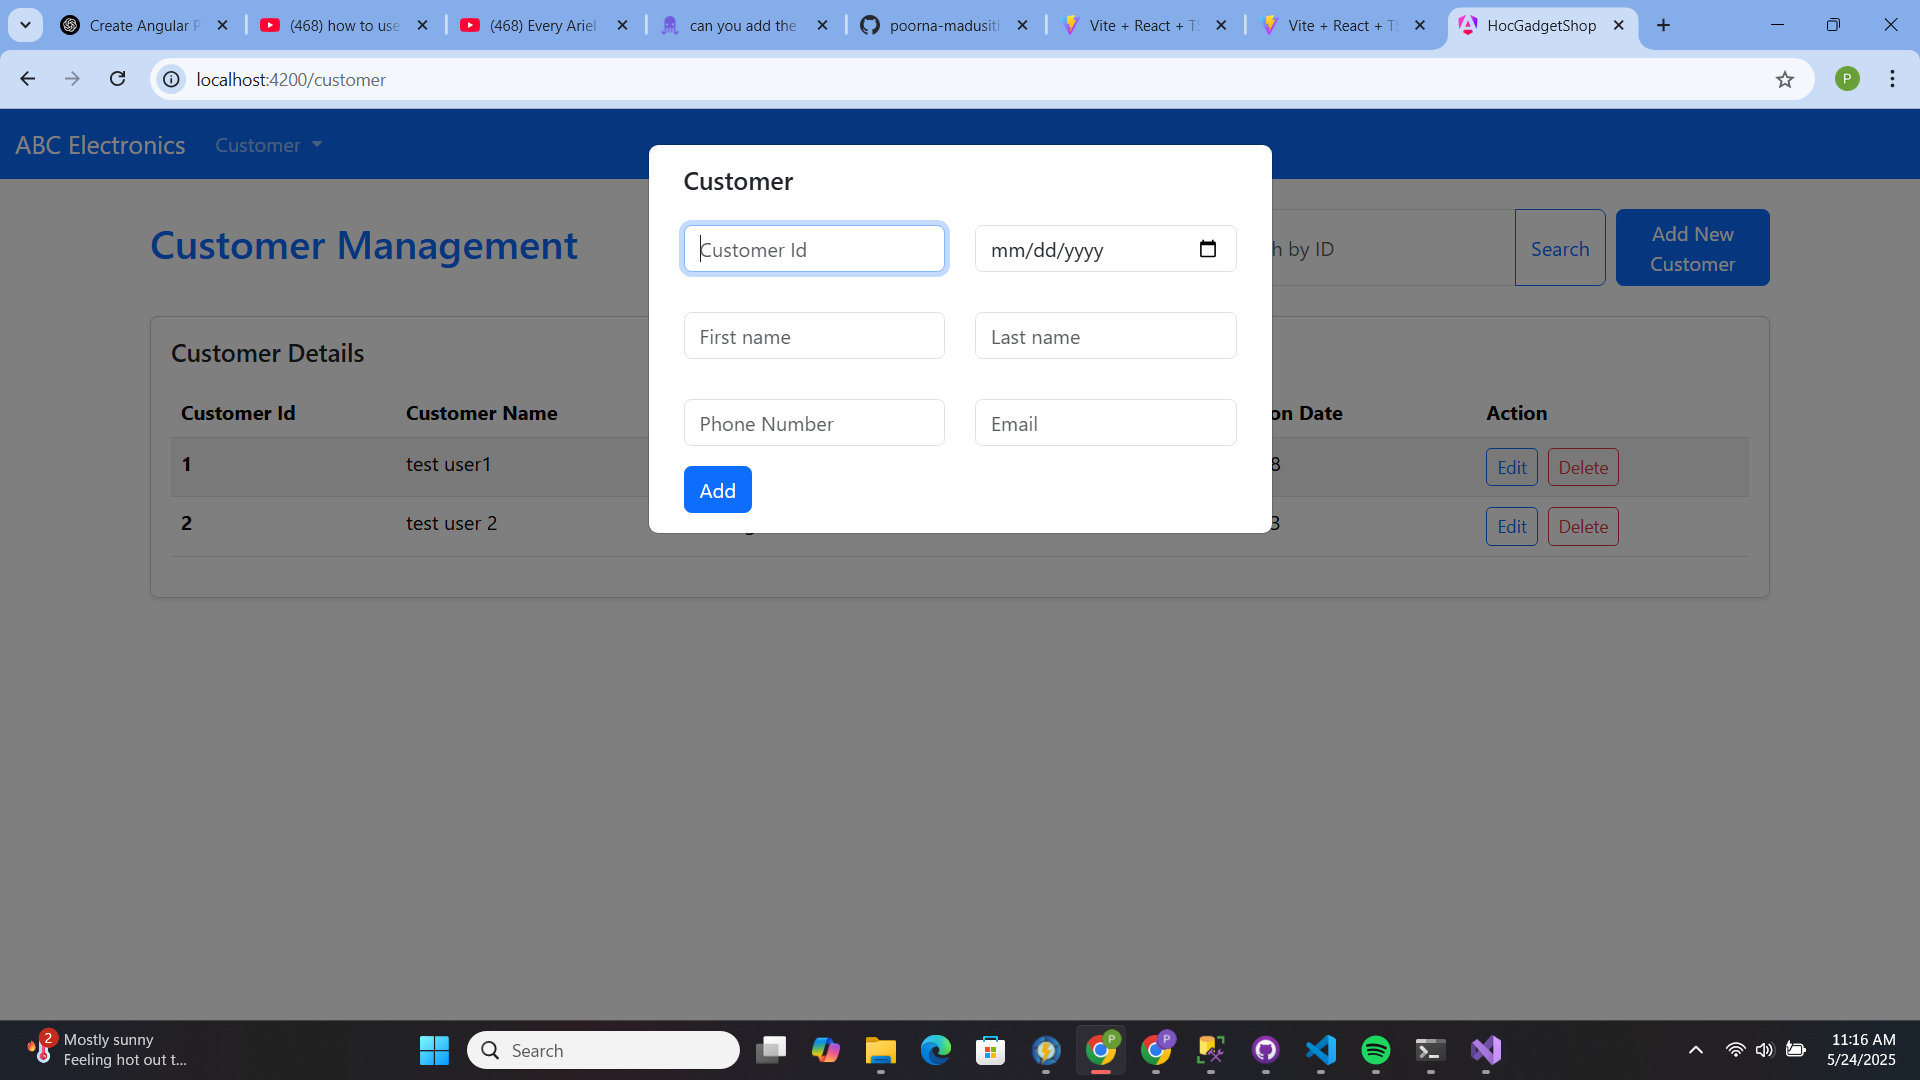 Create Angular P
(468) how to use
(468) Every Ariel
can you add the
poorna-madusith
Vite + React + TS
Vite + React + TS
HocGadgetShop
localhost:4200/customer
P
ABC Electronics
Customer
Customer
Customer Id
mm/dd/yyyy
First name
Last name
Phone Number
Email
Add
Customer Management
h by ID
Search
Add New
Customer
Customer Details
Customer Id
Customer Name
on Date
Action
1
test user1
8
Edit
Delete
2
test user 2
3
Edit
Delete
2
Mostly sunny
Feeling hot out t...
Search
P
P
11:16 AM
5/24/2025